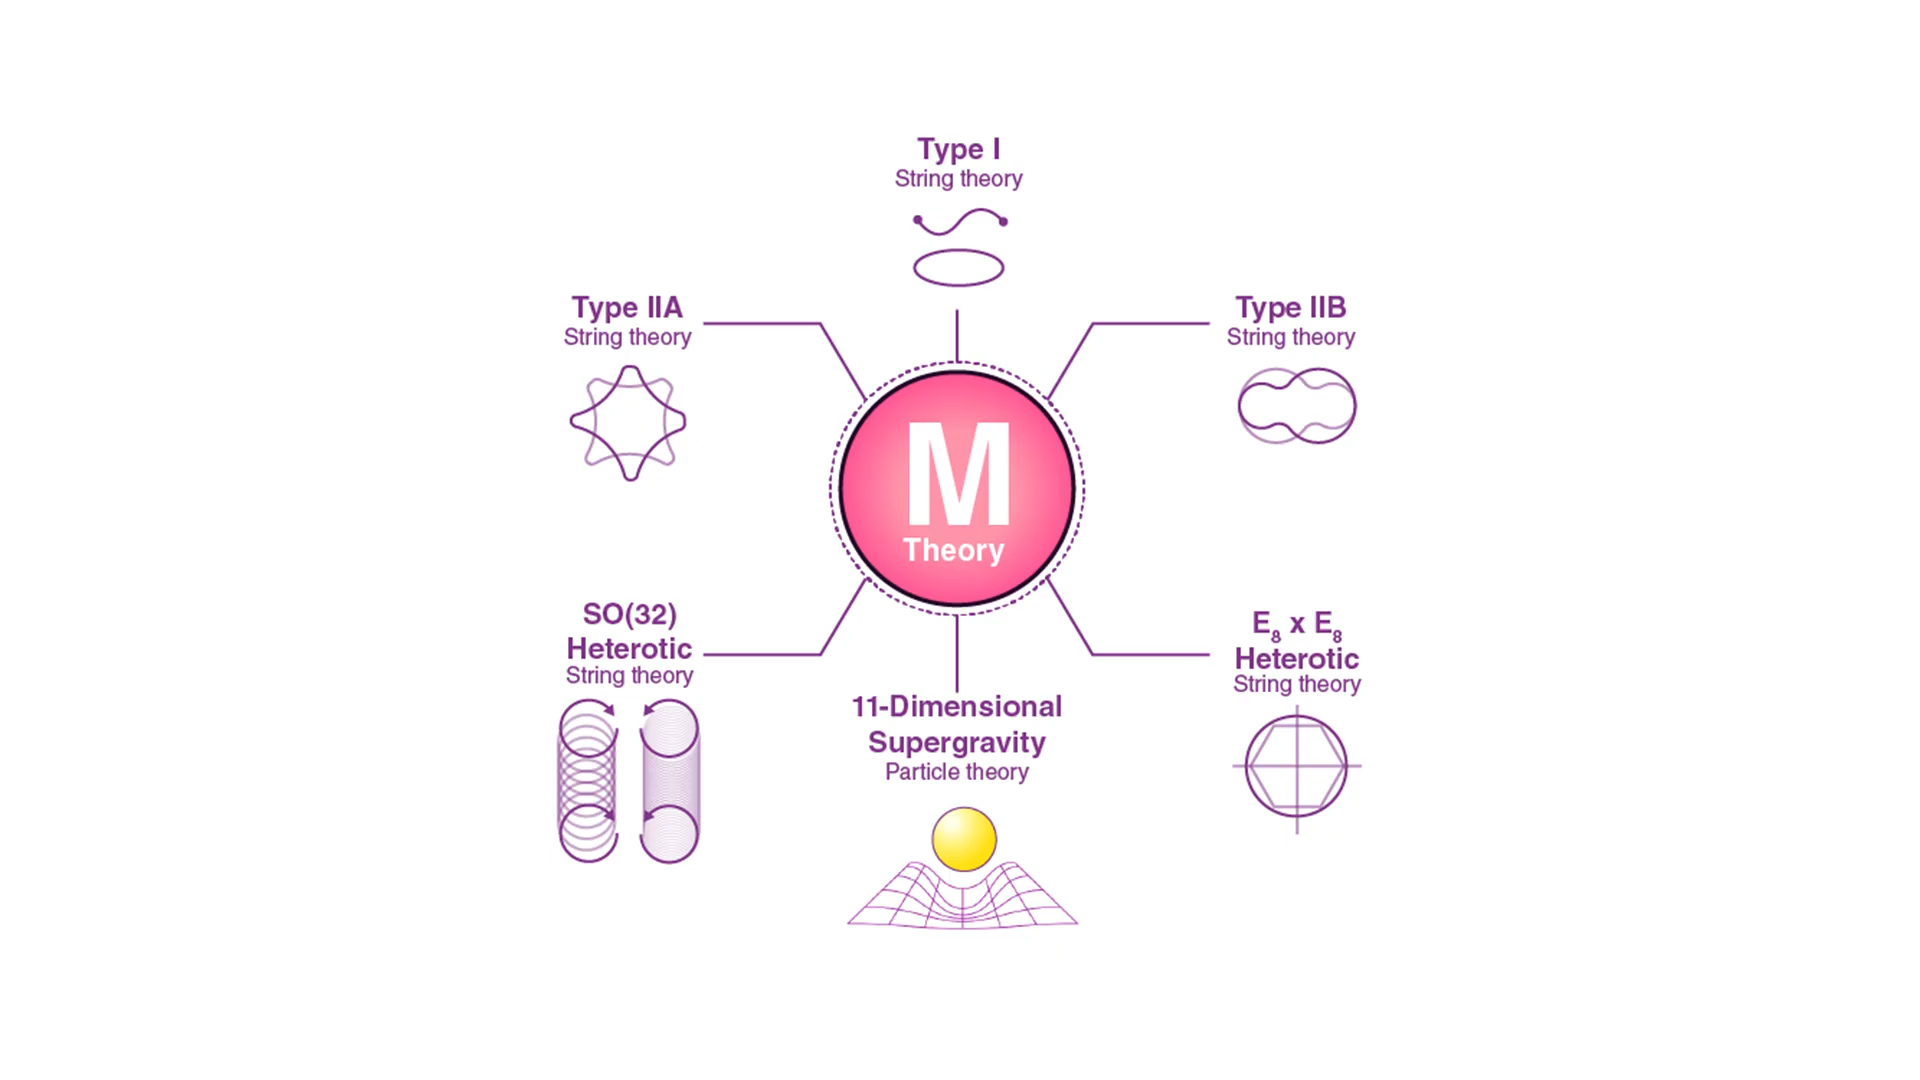 Type I
String theory
Type IIA
String theory
Type IIB
String theory
M
Theory
SO(32)
Heterotic
String theory
E₈ x E₈
Heterotic
String theory
11-Dimensional
Supergravity
Particle theory